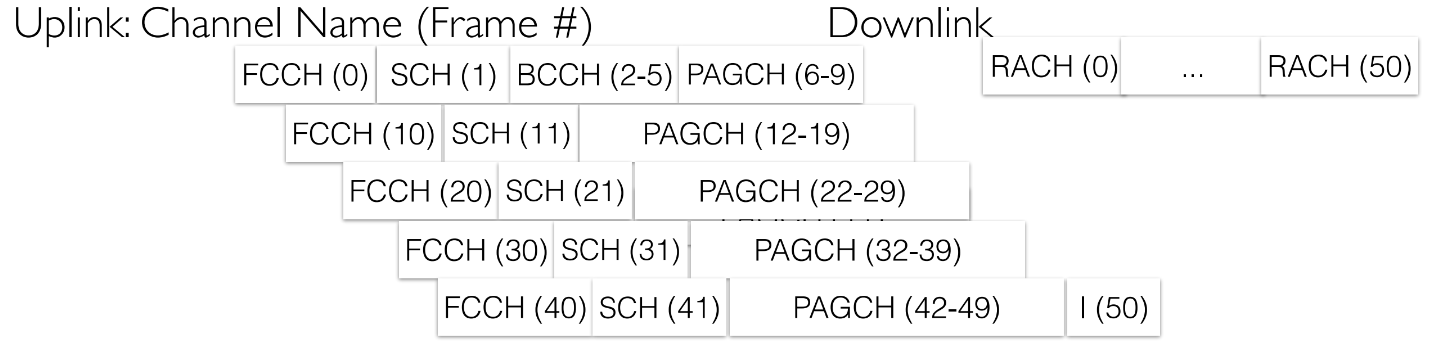 Uplink: Channel Name (Frame #) Downlink
FCCH (0) SCH (1) BCCH (2-5) PAGCH (6-9) RACH (0) ... RACH (50)
FCCH (10) SCH (11) PAGCH (12-19)
FCCH (20) SCH (21) PAGCH (22-29)
FCCH (30) SCH (31) PAGCH (32-39)
FCCH (40) SCH (41) PAGCH (42-49) I (50)